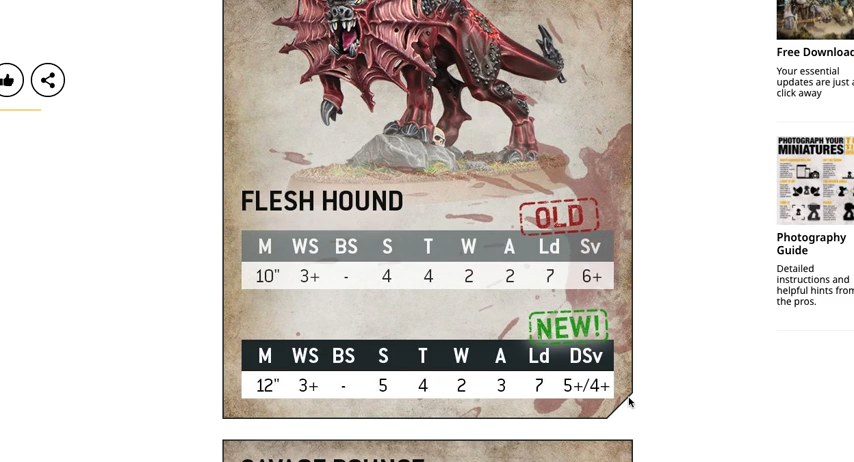 FLESH HOUND
OLD
M WS BS S T W A Ld Sv
10" 3+ - 4 4 2 2 7 6+
NEW!
M WS BS S T W A Ld DSv
12" 3+ - 5 4 2 3 7 5+/4+
Free Downloa
Your essential
updates are just a
click away
PHOTOGRAPH YOUR
MINIATURES
Photography
Guide
Detailed
instructions and
helpful hints from
the pros.